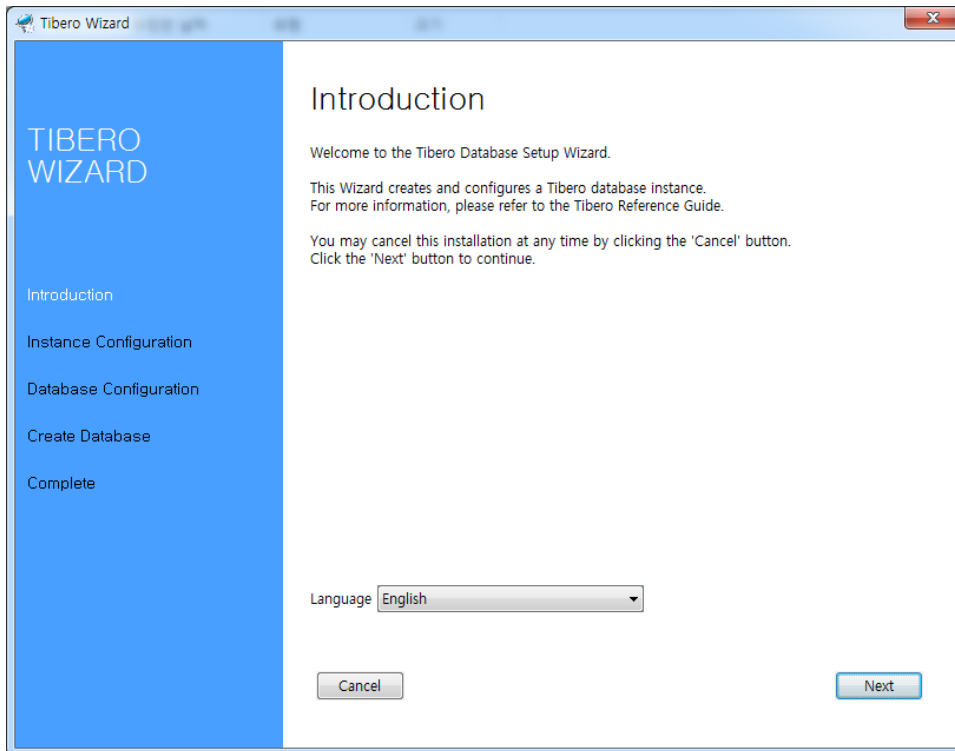 Tibero Wizard
TIBERO
WIZARD
Introduction
Instance Configuration
Database Configuration
Create Database
Complete
Introduction
Welcome to the Tibero Database Setup Wizard.
This Wizard creates and configures a Tibero database instance.
For more information, please refer to the Tibero Reference Guide.
You may cancel this installation at any time by clicking the 'Cancel' button.
Click the 'Next' button to continue.
Language English
Cancel Next